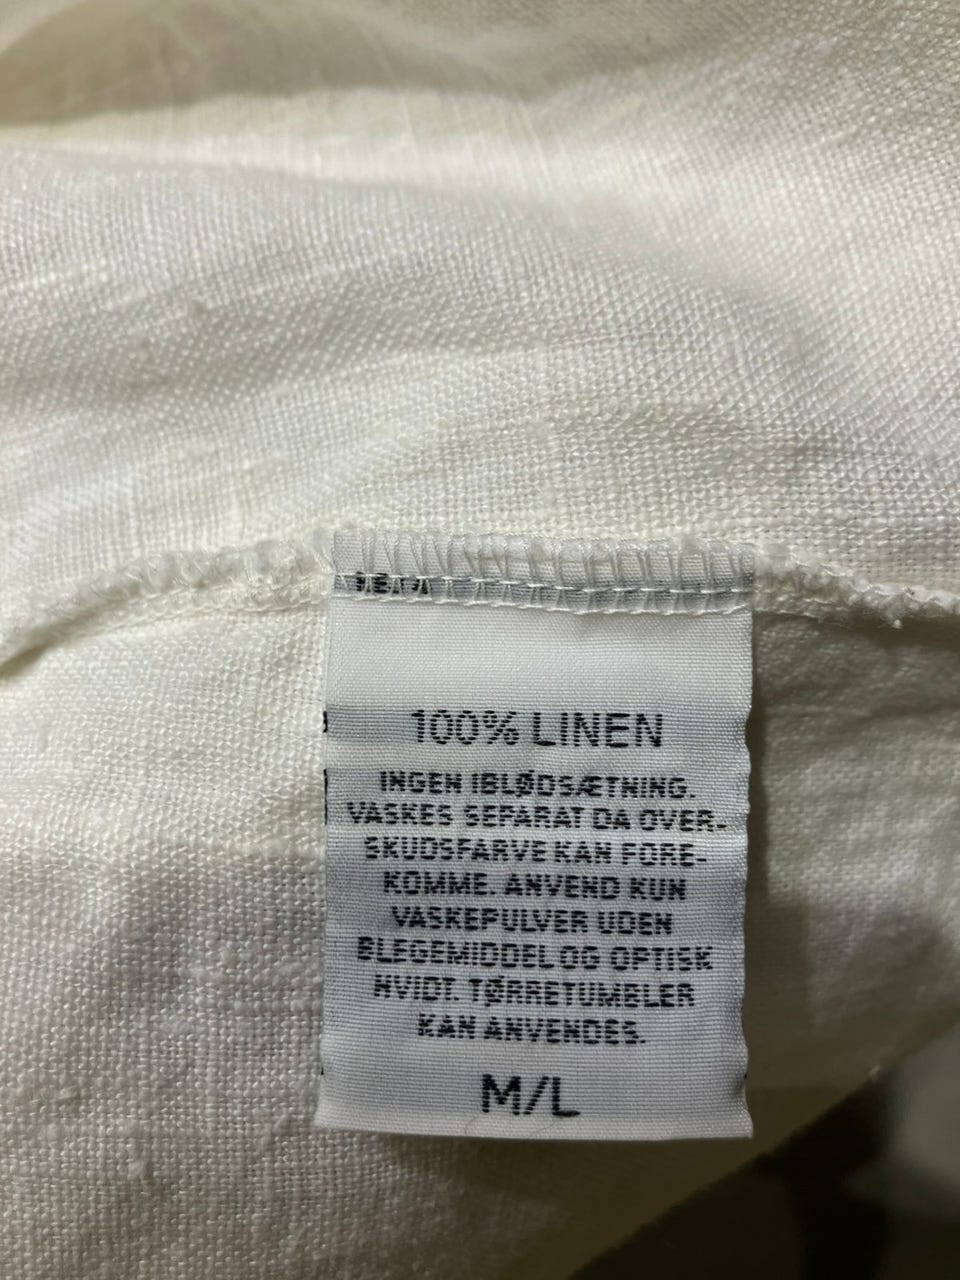 100% LINEN
INGEN IBLØDSÆTNING.
VASKES SEPARAT DA OVER-
SKUDSFARVE KAN FORE-
KOMME. ANVEND KUN
VASKEPULVER UDEN
BLEGEMIDDEL OG OPTISK
HVIDT. TØRRETUMBLER
KAN ANVENDES.
M/L